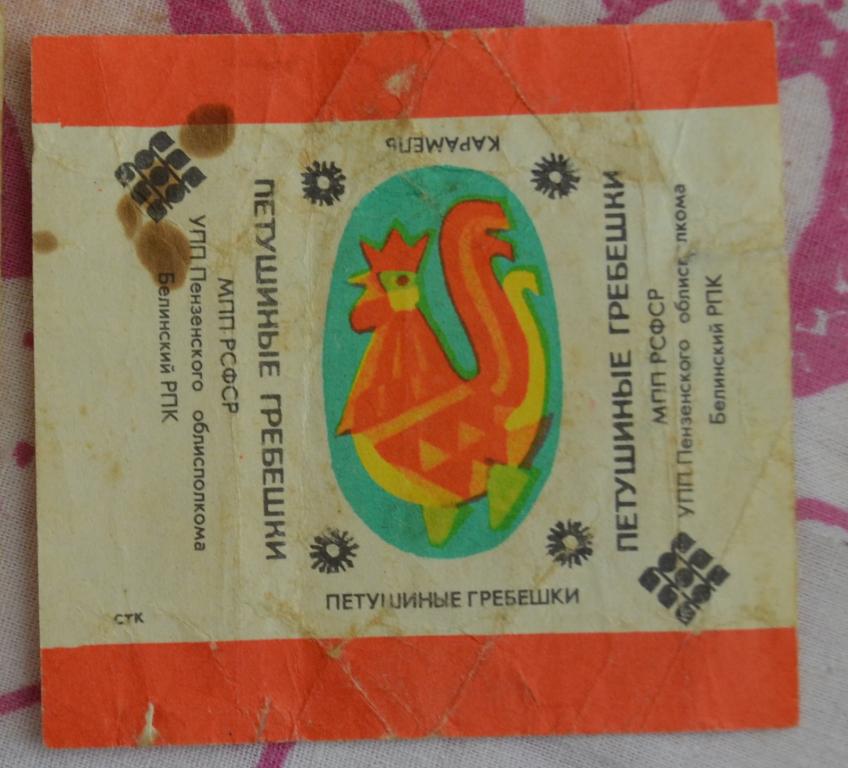 КАРАМЕЛЬ
ПЕТУШИНЫЕ ГРЕБЕШКИ
МПП РСФСР
УПП Пензенского облисполкома
Белинский РПК
ПЕТУШИНЫЕ ГРЕБЕШКИ
МПП РСФСР
УПП Пензенского облисполкома
Белинский РПК
ПЕТУШИНЫЕ ГРЕБЕШКИ
СТК